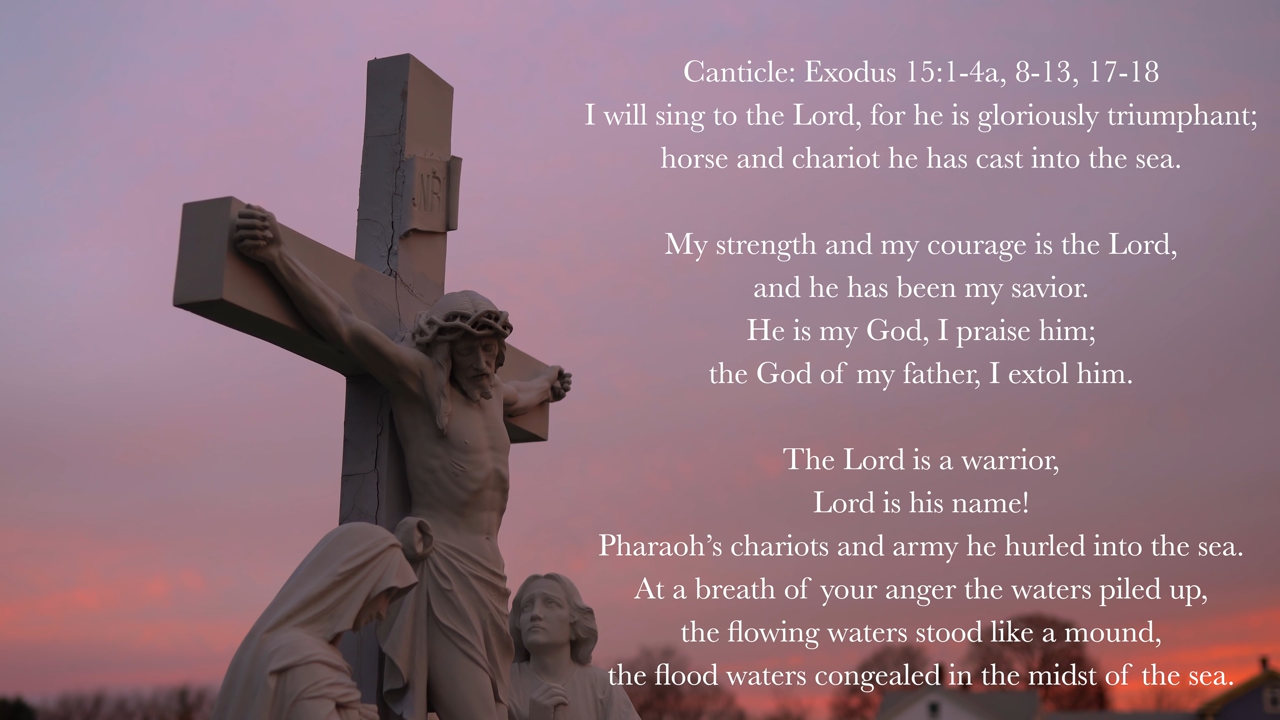 INRI
Canticle: Exodus 15:1-4a, 8-13, 17-18
I will sing to the Lord, for he is gloriously triumphant;
horse and chariot he has cast into the sea.
My strength and my courage is the Lord,
and he has been my savior.
He is my God, I praise him;
the God of my father, I extol him.
The Lord is a warrior,
Lord is his name!
Pharaoh’s chariots and army he hurled into the sea.
At a breath of your anger the waters piled up,
the flowing waters stood like a mound,
the flood waters congealed in the midst of the sea.